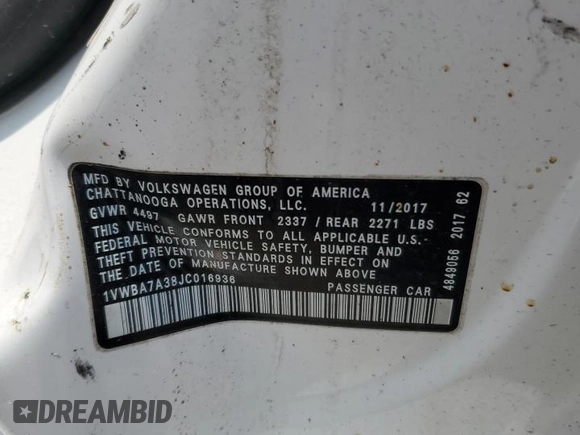 MFD BY VOLKSWAGEN GROUP OF AMERICA
CHATTANOOGA OPERATIONS, LLC. 11/2017
GVWR 4497 GAWR FRONT 2337 / REAR 2271 LBS
THIS VEHICLE CONFORMS TO ALL APPLICABLE U.S.-
FEDERAL MOTOR VEHICLE SAFETY, BUMPER AND
THEFT PREVENTION STANDARDS IN EFFECT ON
THE DATE OF MANUFACTURE SHOWN ABOVE
1VWBA7A38JC016936 PASSENGER CAR
4849056 2017 62
DREAMBID